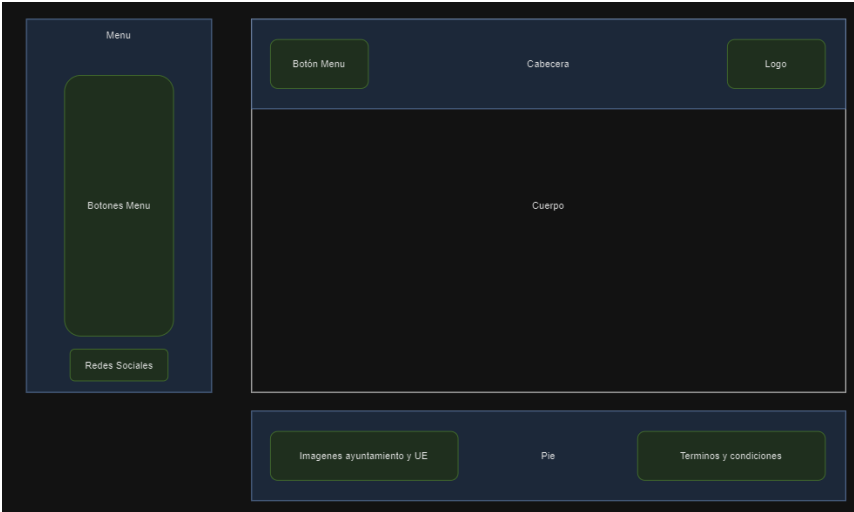 Menu
Botones Menu
Redes Sociales
Botón Menu
Cabecera
Logo
Cuerpo
Imagenes ayuntamiento y UE
Pie
Terminos y condiciones